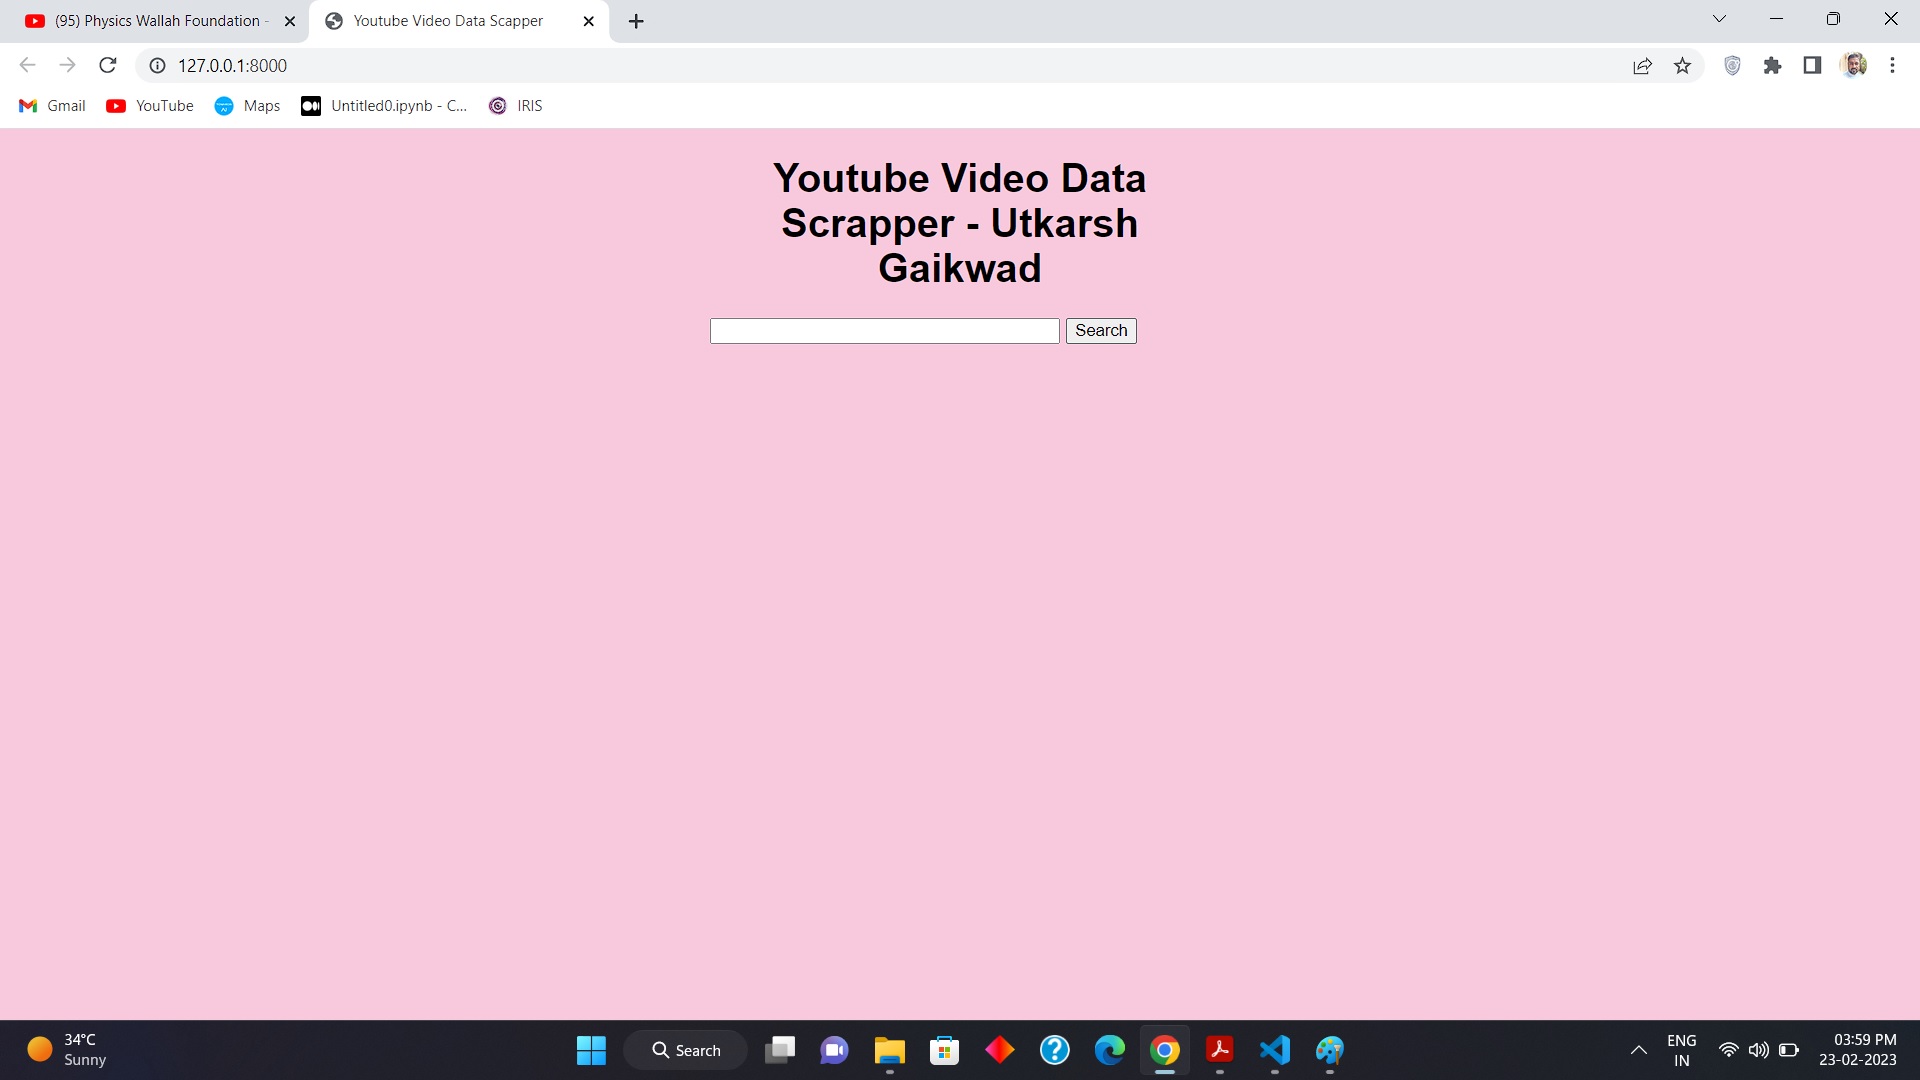 (95) Physics Wallah Foundation -
Youtube Video Data Scapper
127.0.0.1:8000
Gmail
YouTube
Maps
Untitled0.ipynb - C...
IRIS
Youtube Video Data
Scrapper - Utkarsh
Gaikwad
Search
34°C
Sunny
Search
ENG
IN
03:59 PM
23-02-2023